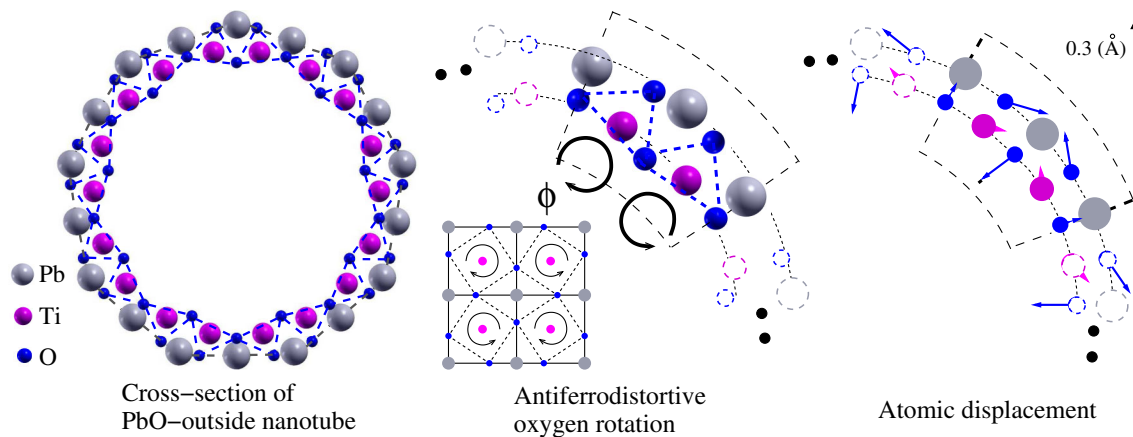 0.3 (Å)
ϕ
Pb
Ti
O
Cross−section of
PbO−outside nanotube
Antiferrodistortive
oxygen rotation
Atomic displacement